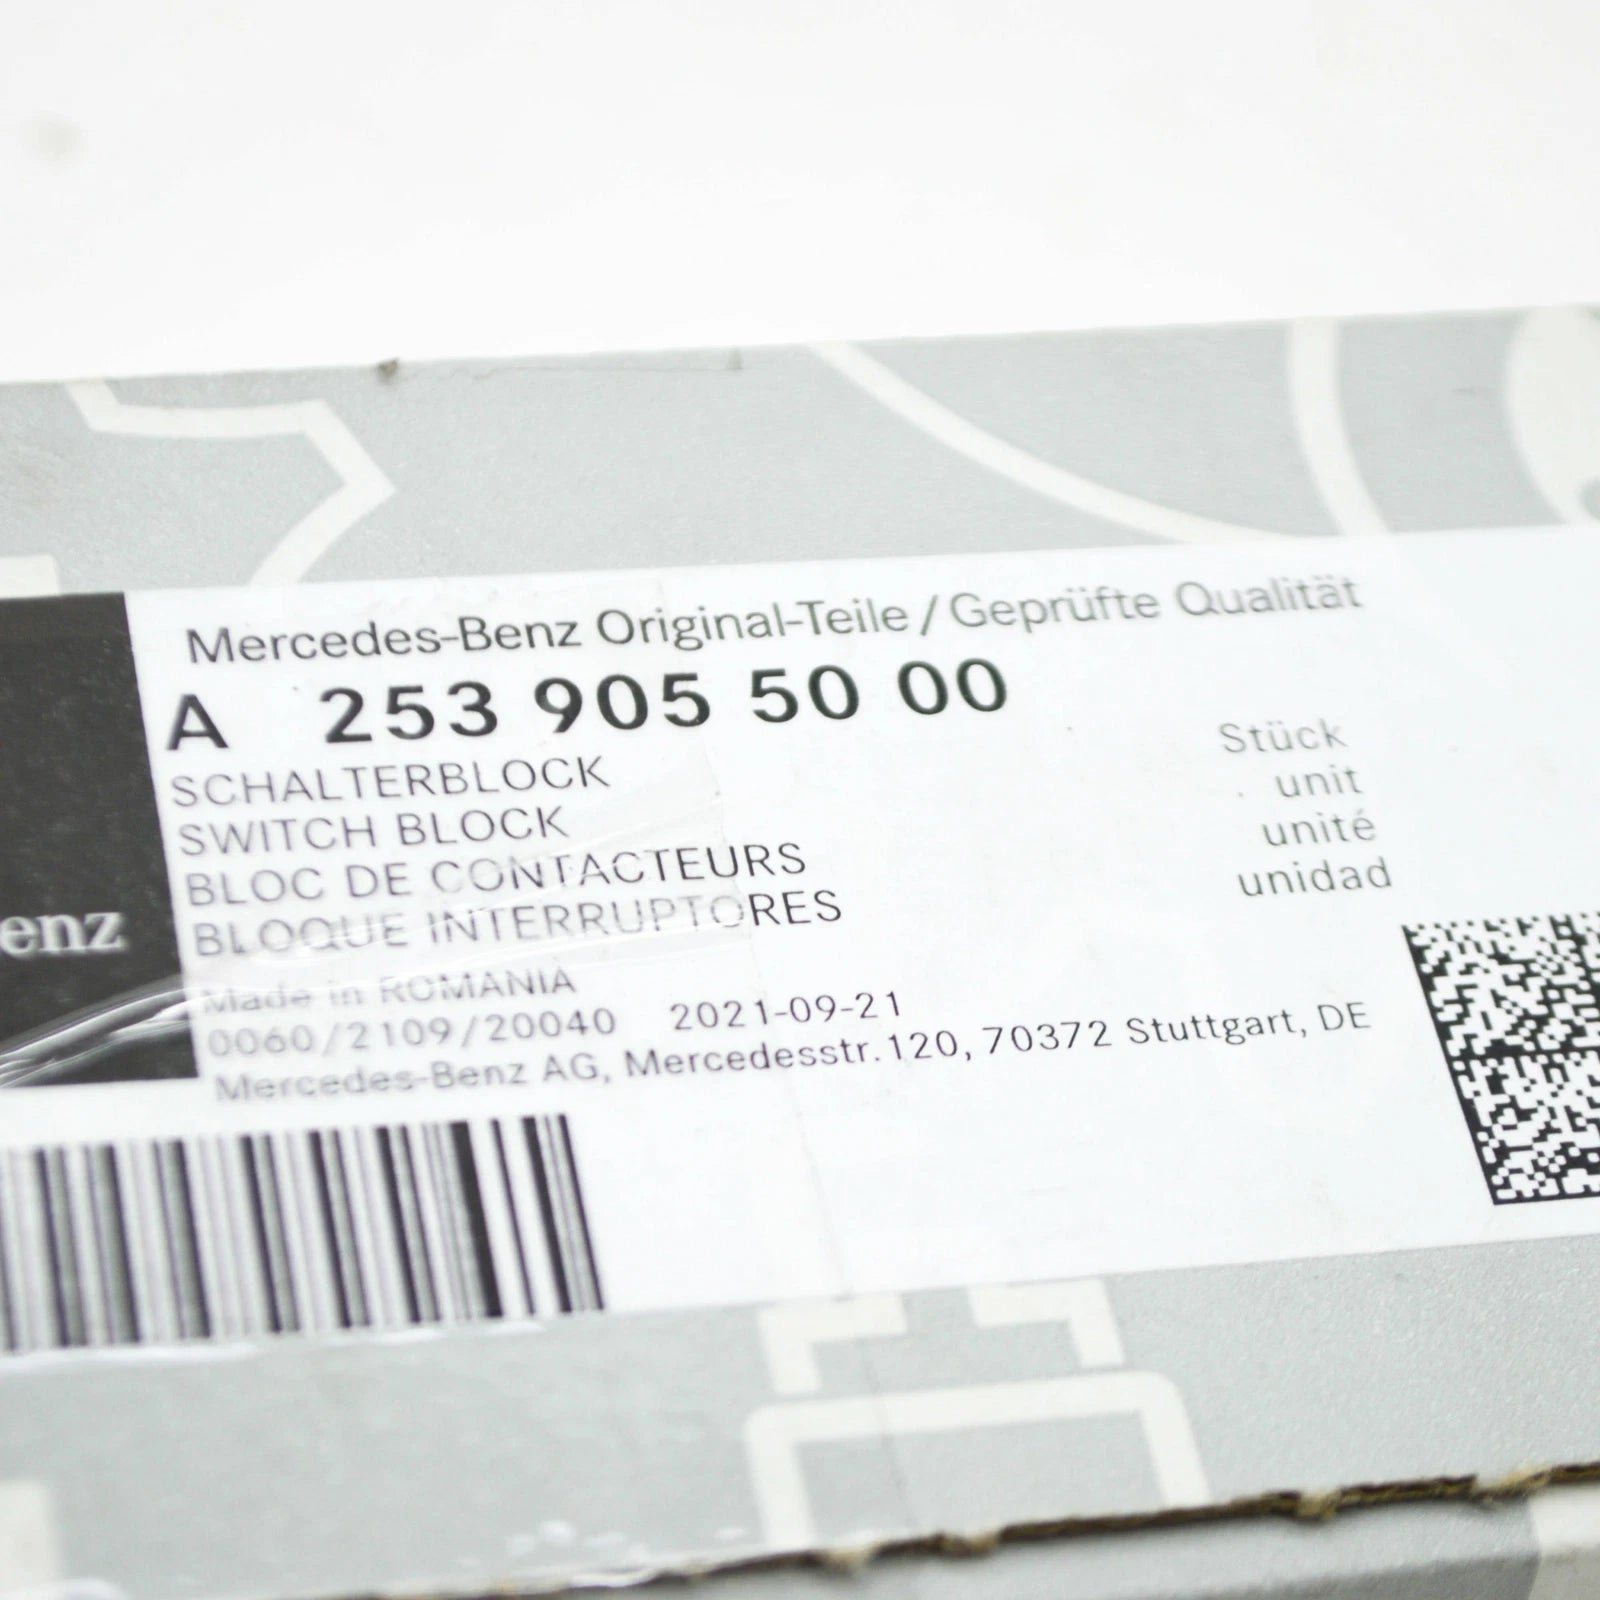 Mercedes-Benz Original-Teile / Geprüfte Qualität
A 253 905 50 00
SCHALTERBLOCK
SWITCH BLOCK
BLOC DE CONTACTEURS
BLOQUE INTERRUPTORES
Stück
unit
unité
unidad
enz
Made in ROMANIA
0060/2109/20040 2021-09-21
Mercedes-Benz AG, Mercedesstr. 120, 70372 Stuttgart, DE